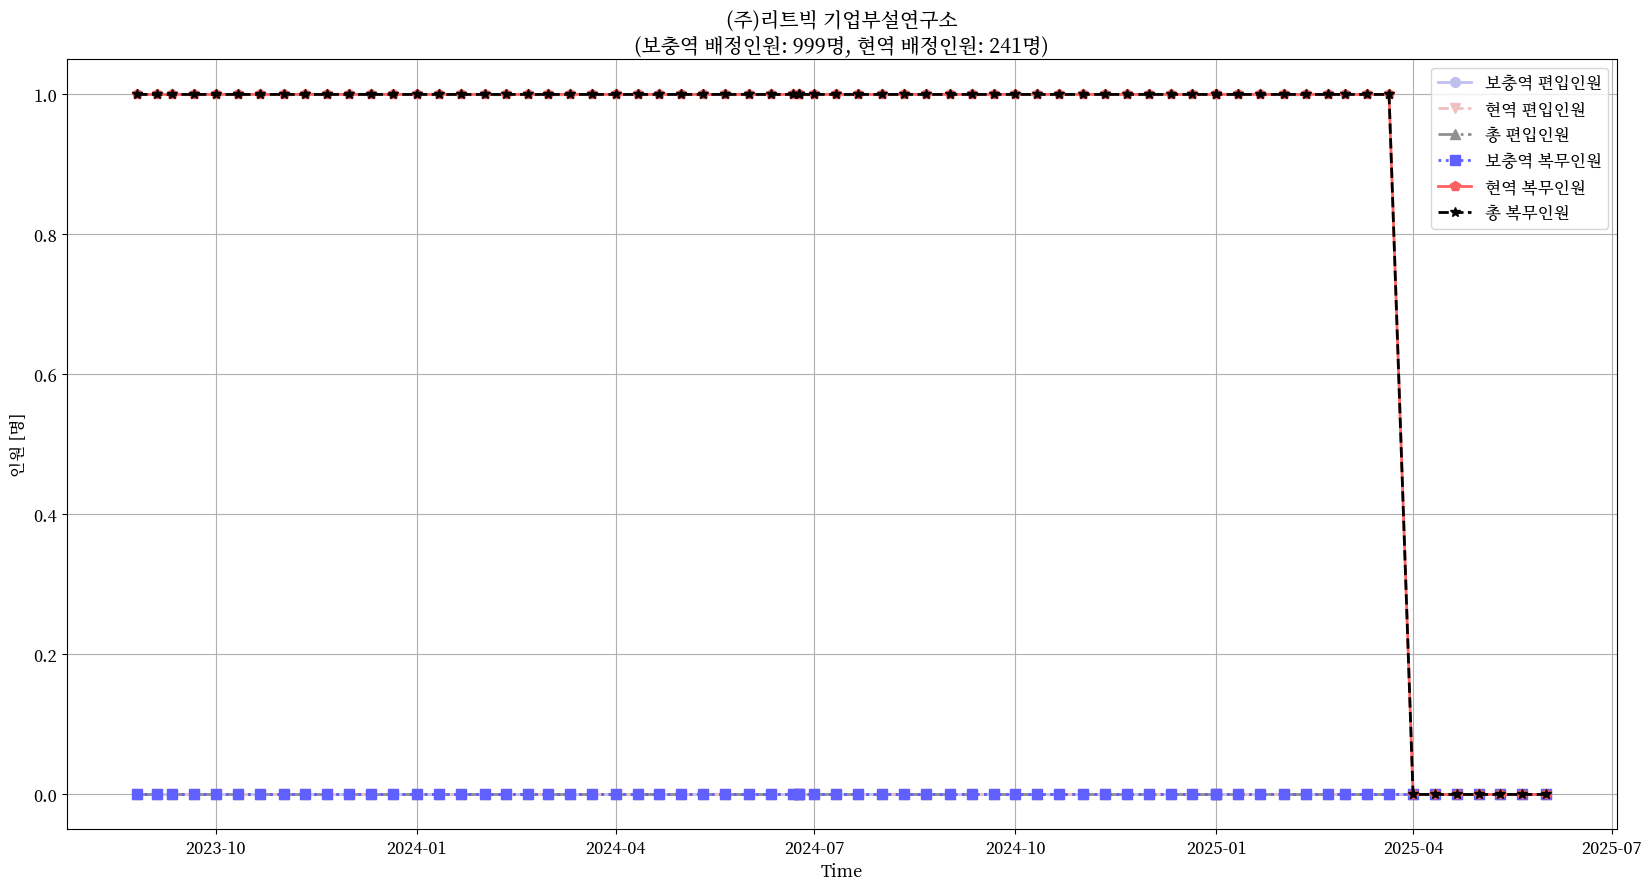 (주)리트빅 기업부설연구소
(보충역 배정인원: 999명, 현역 배정인원: 241명)
보충역 편입인원
현역 편입인원
총 편입인원
보충역 복무인원
현역 복무인원
총 복무인원
인원 [명]
1.0
0.8
0.6
0.4
0.2
0.0
2023-10
2024-01
2024-04
2024-07
2024-10
2025-01
2025-04
2025-07
Time